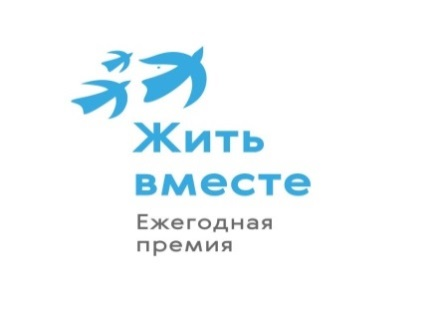 Жить
вместе
Ежегодная
премия